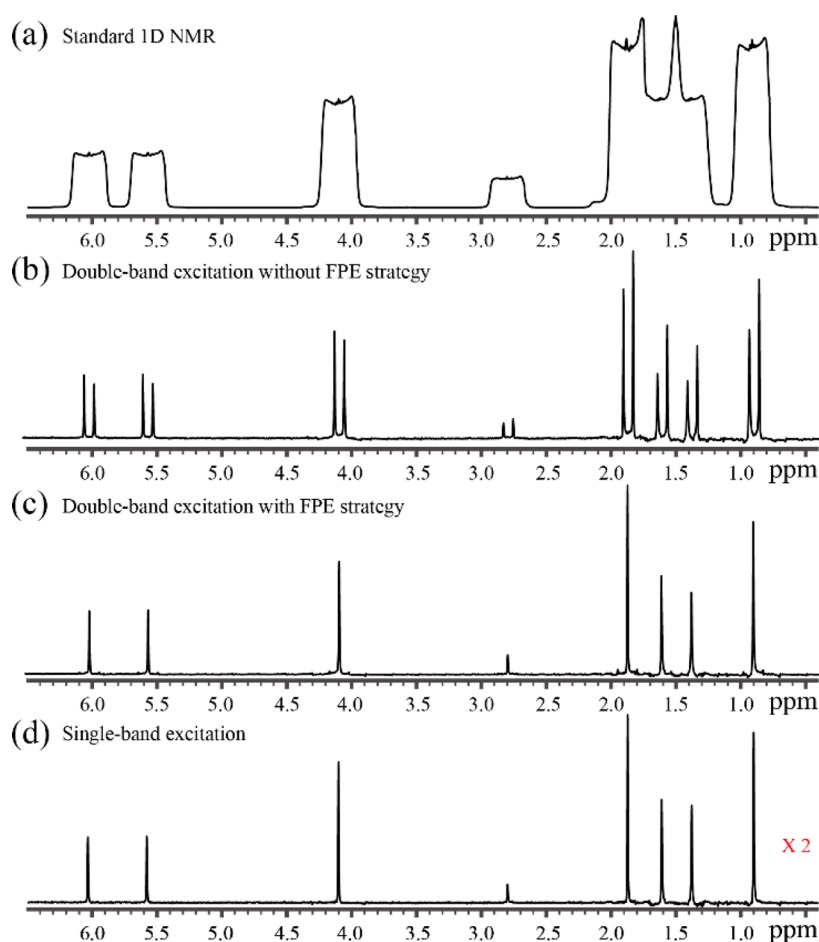 (a) Standard 1D NMR
6.0 5.5 5.0 4.5 4.0 3.5 3.0 2.5 2.0 1.5 1.0 ppm
(b) Double-band excitation without FPE strategy
6.0 5.5 5.0 4.5 4.0 3.5 3.0 2.5 2.0 1.5 1.0 ppm
(c) Double-band excitation with FPE strategy
6.0 5.5 5.0 4.5 4.0 3.5 3.0 2.5 2.0 1.5 1.0 ppm
(d) Single-band excitation
X 2
6.0 5.5 5.0 4.5 4.0 3.5 3.0 2.5 2.0 1.5 1.0 ppm